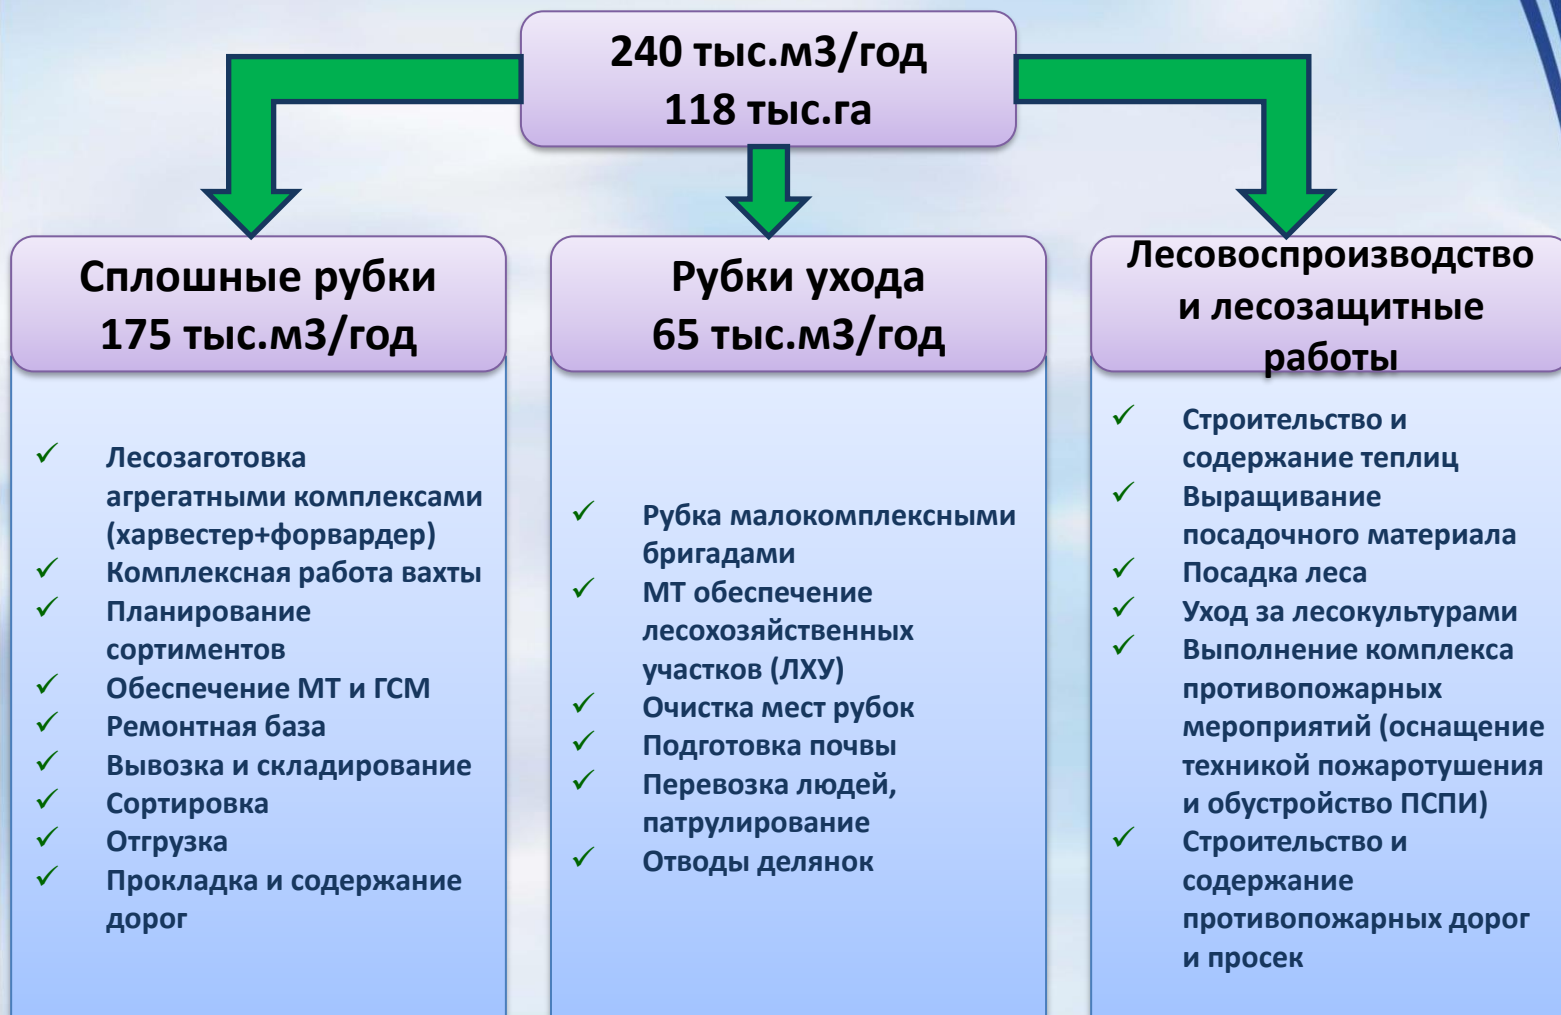 240 тыс.м3/год
118 тыс.га
Сплошные рубки
175 тыс.м3/год
✓ Лесозаготовка
агрегатными комплексами
(харвестер+форвардер)
✓ Комплексная работа вахты
✓ Планирование
сортиментов
✓ Обеспечение МТ и ГСМ
✓ Ремонтная база
✓ Вывозка и складирование
✓ Сортировка
✓ Отгрузка
✓ Прокладка и содержание
дорог
Рубки ухода
65 тыс.м3/год
✓ Рубка малокомплексными
бригадами
✓ МТ обеспечение
лесохозяйственных
участков (ЛХУ)
✓ Очистка мест рубок
✓ Подготовка почвы
✓ Перевозка людей,
патрулирование
✓ Отводы делянок
Лесовоспроизводство
и лесозащитные
работы
✓ Строительство и
содержание теплиц
✓ Выращивание
посадочного материала
✓ Посадка леса
✓ Уход за лесокультурами
✓ Выполнение комплекса
противопожарных
мероприятий (оснащение
техникой пожаротушения
и обустройство ПСПИ)
✓ Строительство и
содержание
противопожарных дорог
и просек